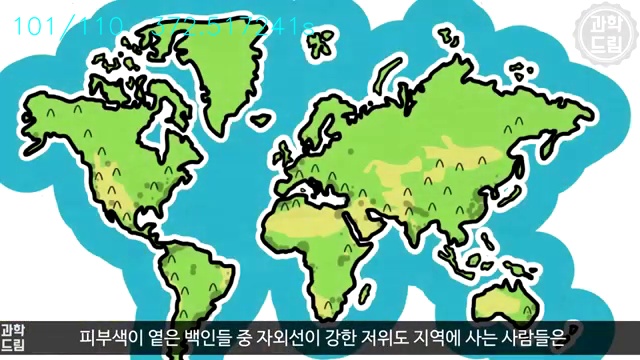 101/110 372.517241s
과학
드림
과학
드림
피부색이 옅은 백인들 중 자외선이 강한 저위도 지역에 사는 사람들은